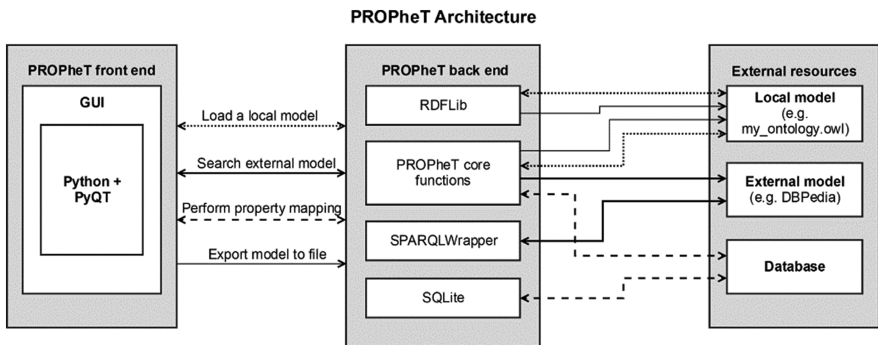 PROPheT Architecture
PROPheT front end
GUI
Python +
PyQT
Load a local model
Search external model
Perform property mapping
Export model to file
PROPheT back end
RDFLib
PROPheT core
functions
SPARQLWrapper
SQLite
External resources
Local model
(e.g.
my_ontology.owl)
External model
(e.g. DBPedia)
Database